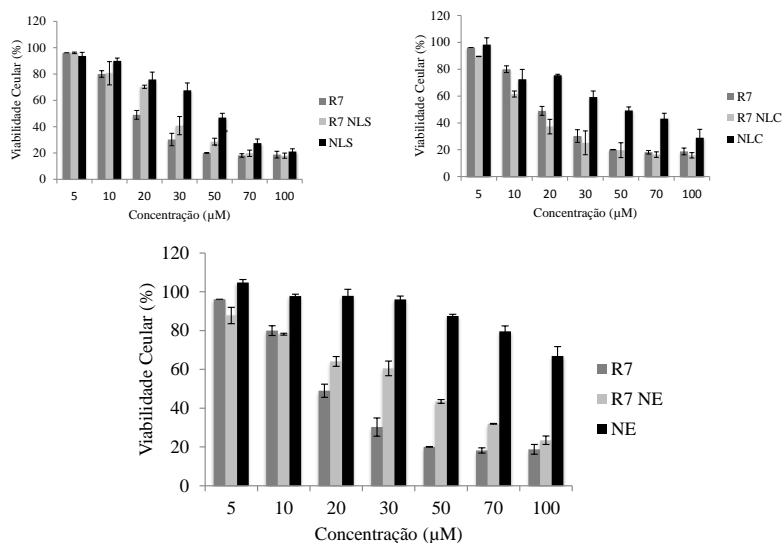 120
100
80
60
40
20
0
Viabilidade Ceular (%)
5 10 20 30 50 70 100
Concentração (µM)
R7
R7 NLS
NLS
120
100
80
60
40
20
0
Viabilidade Ceular (%)
5 10 20 30 50 70 100
Concentração (µM)
R7
R7 NLC
NLC
120
100
80
60
40
20
0
Viabilidade Ceular (%)
5 10 20 30 50 70 100
Concentração (µM)
R7
R7 NE
NE